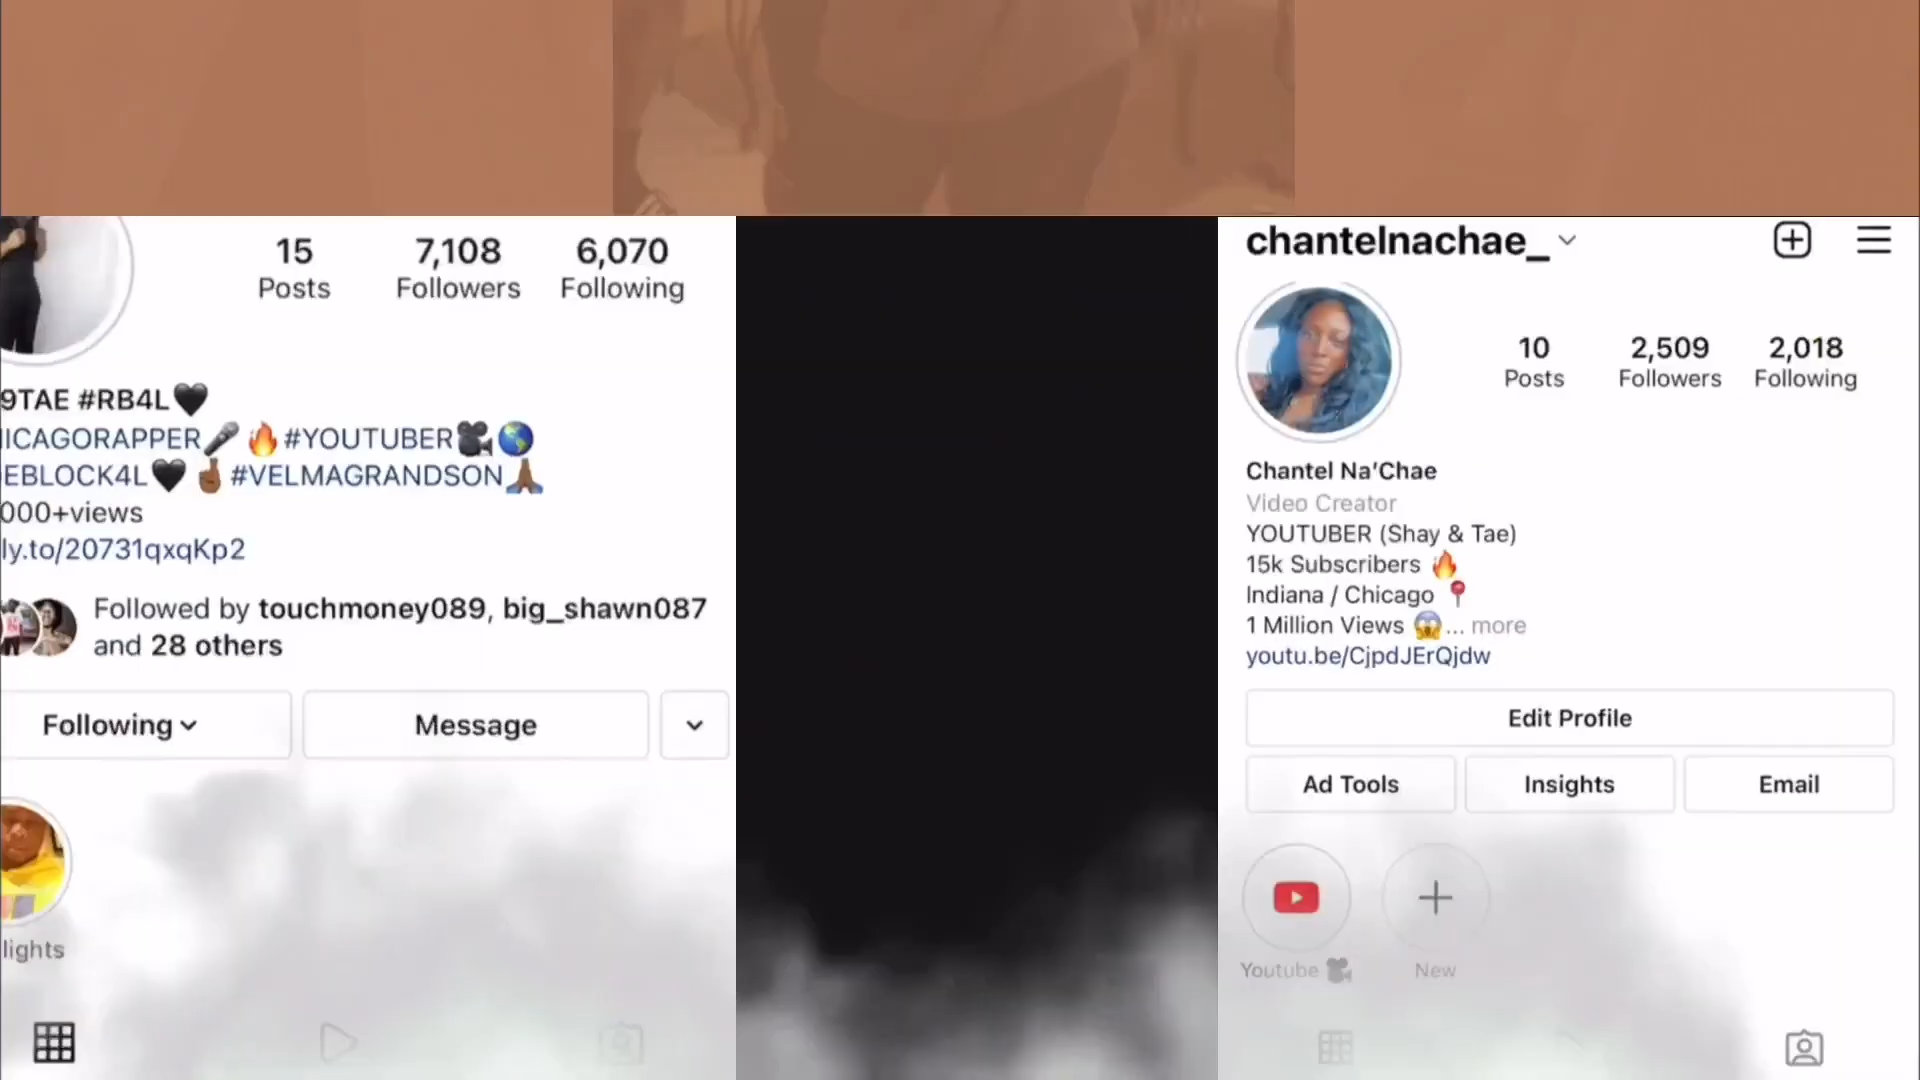 15 7,108 6,070
Posts Followers Following
9TAE #RB4L🖤
ICAGORAPPER🎤🔥#YOUTUBER🎥🌎
EBLOCK4L🖤🤞🏾#VELMAGRANDSON🙏🏾
000+views
ly.to/20731qxqKp2
Followed by touchmoney089, big_shawn087
and 28 others
Following Message
lights
chantelnachae_
10 2,509 2,018
Posts Followers Following
Chantel Na'Chae
Video Creator
YOUTUBER (Shay & Tae)
15k Subscribers 🔥
Indiana / Chicago 📍
1 Million Views 😱... more
youtu.be/CjpdJErQjdw
Edit Profile
Ad Tools Insights Email
Youtube 🎥 New